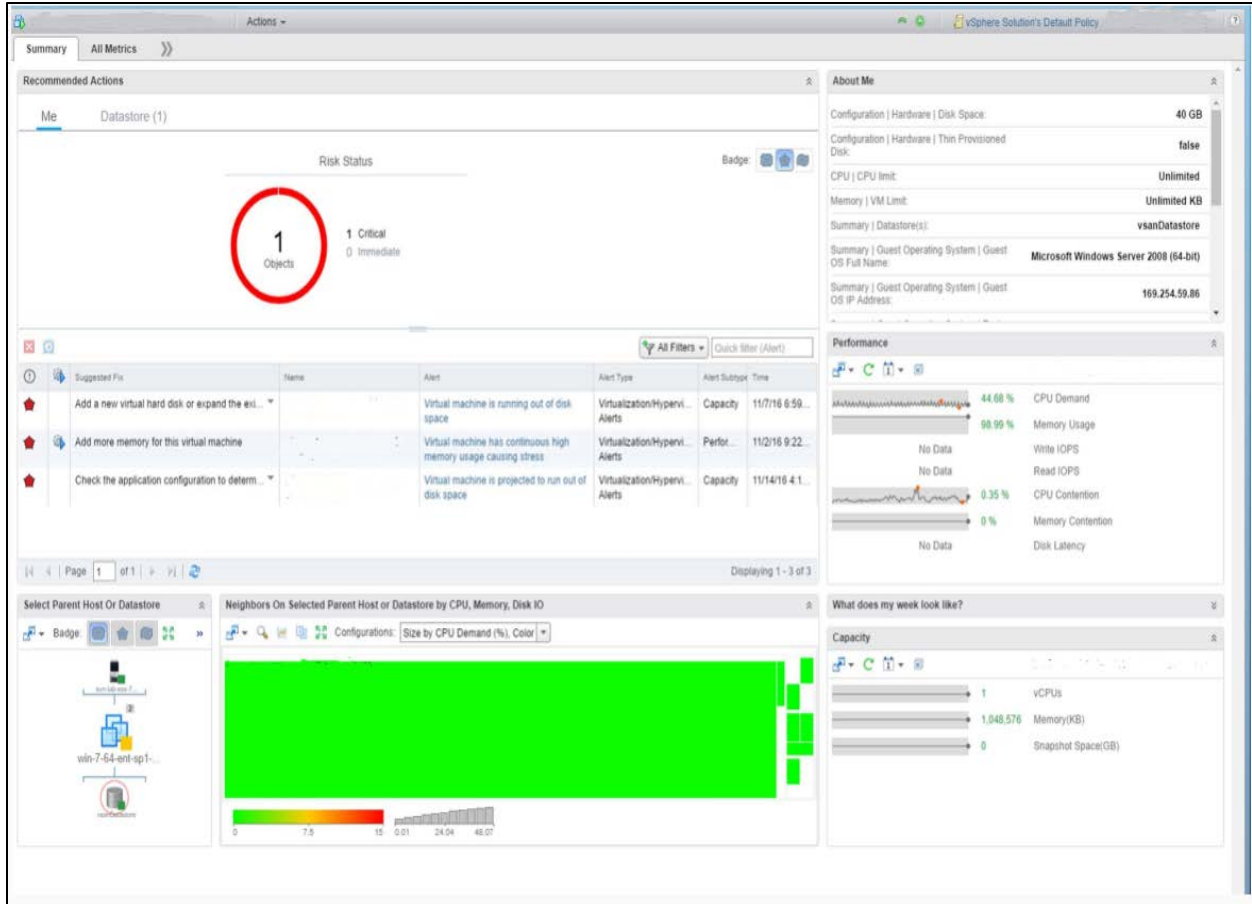 Actions
vSphere Solution's Default Policy
?
Summary All Metrics
Recommended Actions
Me Datastore (1)
Risk Status
Badge:
1
Objects
1 Critical
0 Immediate
All Filters Quick filter (Alert)
Suggested Fix Name Alert Alert Type Alert Subtype Time
Add a new virtual hard disk or expand the exi...
Virtual machine is running out of disk
space
Virtualization/Hypervi...
Alerts
Capacity 11/7/16 6:59...
Add more memory for this virtual machine
Virtual machine has continuous high
memory usage causing stress
Virtualization/Hypervi...
Alerts
Perfor... 11/2/16 9:22...
Check the application configuration to determ...
Virtual machine is projected to run out of
disk space
Virtualization/Hypervi...
Alerts
Capacity 11/14/16 4:1...
Page 1 of 1
Displaying 1 - 3 of 3
Select Parent Host Or Datastore
Badge:
2
win-7-64-ent-sp1-...
Neighbors On Selected Parent Host or Datastore by CPU, Memory, Disk IO
Configurations: Size by CPU Demand (%), Color
0 7.5 15 0.01 24.04 48.07
About Me
Configuration | Hardware | Disk Space: 40 GB
Configuration | Hardware | Thin Provisioned
Disk: false
CPU | CPU limit: Unlimited
Memory | VM Limit: Unlimited KB
Summary | Datastore(s): vsanDatastore
Summary | Guest Operating System | Guest
OS Full Name: Microsoft Windows Server 2008 (64-bit)
Summary | Guest Operating System | Guest
OS IP Address: 169.254.59.86
Performance
44.68 % CPU Demand
98.99 % Memory Usage
No Data Write IOPS
No Data Read IOPS
0.35 % CPU Contention
0 % Memory Contention
No Data Disk Latency
What does my week look like?
Capacity
1 vCPUs
1,048,576 Memory(KB)
0 Snapshot Space(GB)